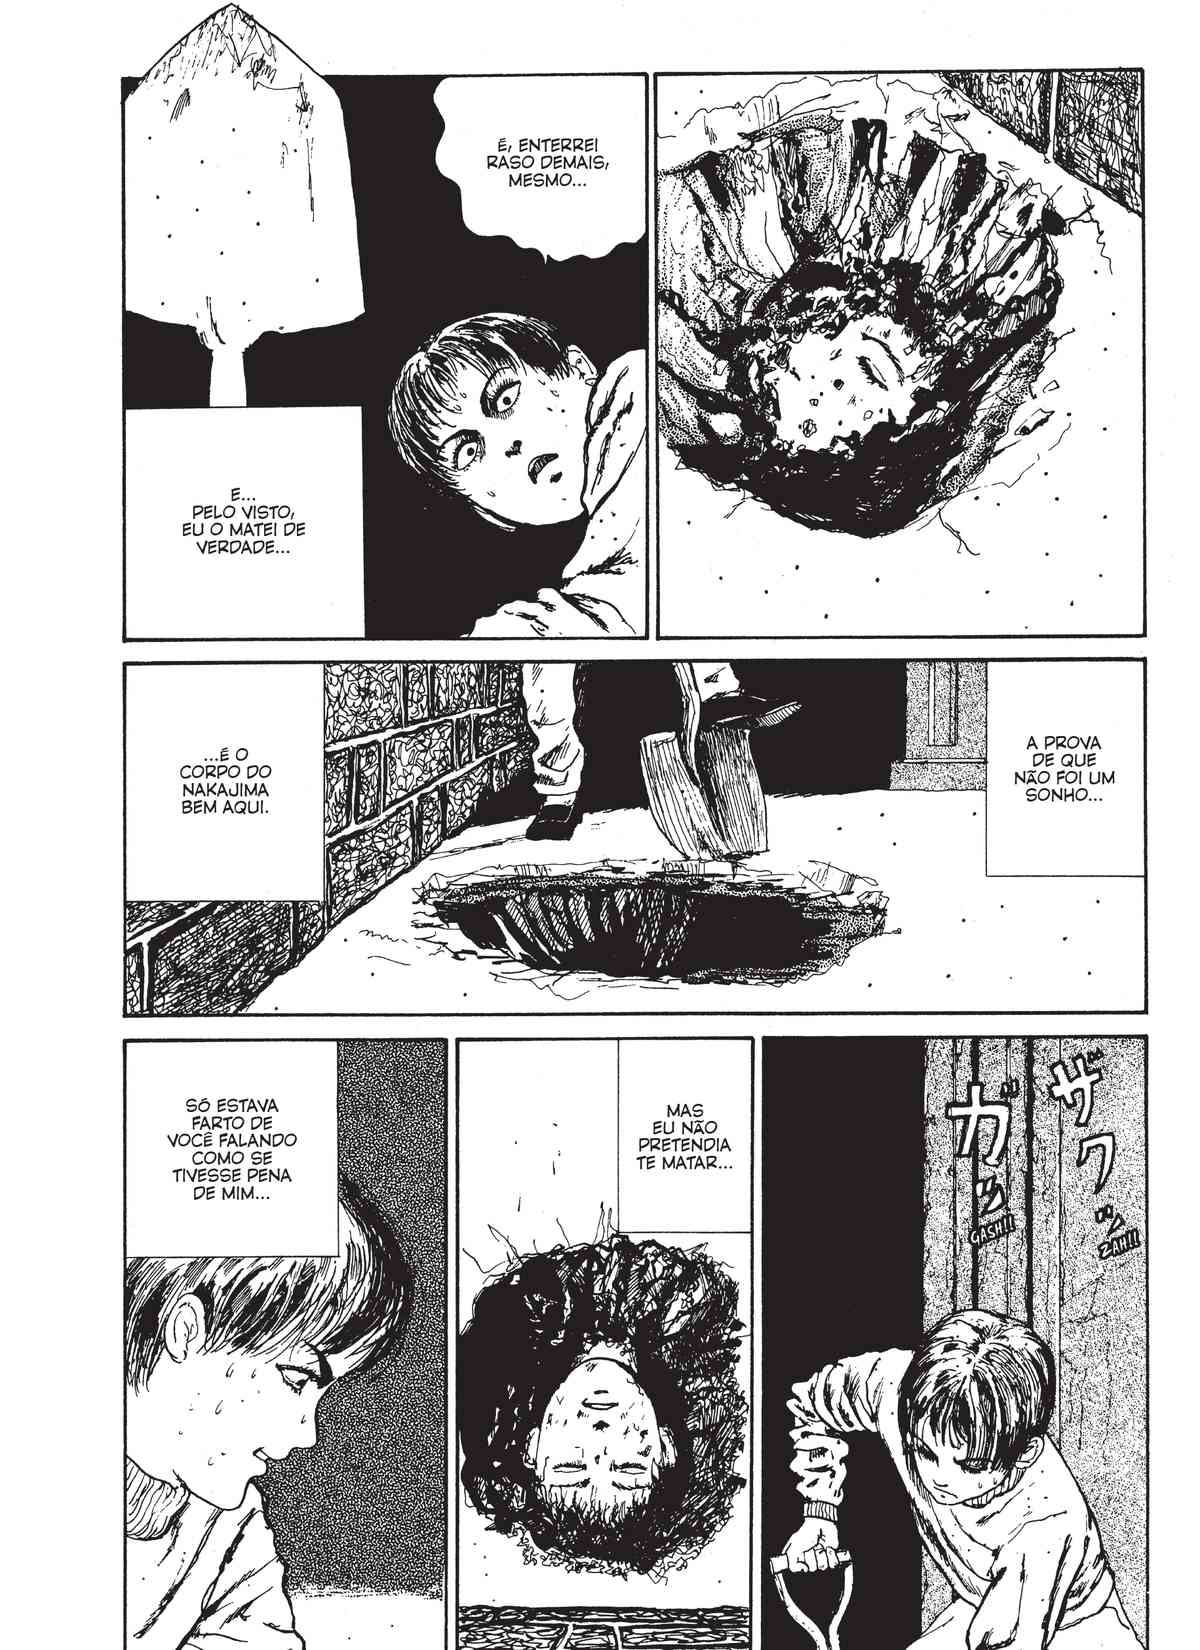 É, ENTERREI
RASO DEMAIS,
MESMO...
E...
PELO VISTO,
EU O MATEI DE
VERDADE...
A PROVA
DE QUE
NÃO FOI UM
SONHO...
...É O
CORPO DO
NAKAJIMA
BEM AQUI.
ザクッ
ZAH!!
ガッ
GASH!!
MAS
EU NÃO
PRETENDIA
TE MATAR...
SÓ ESTAVA
FARTO DE
VOCÊ FALANDO
COMO SE
TIVESSE PENA
DE MIM...